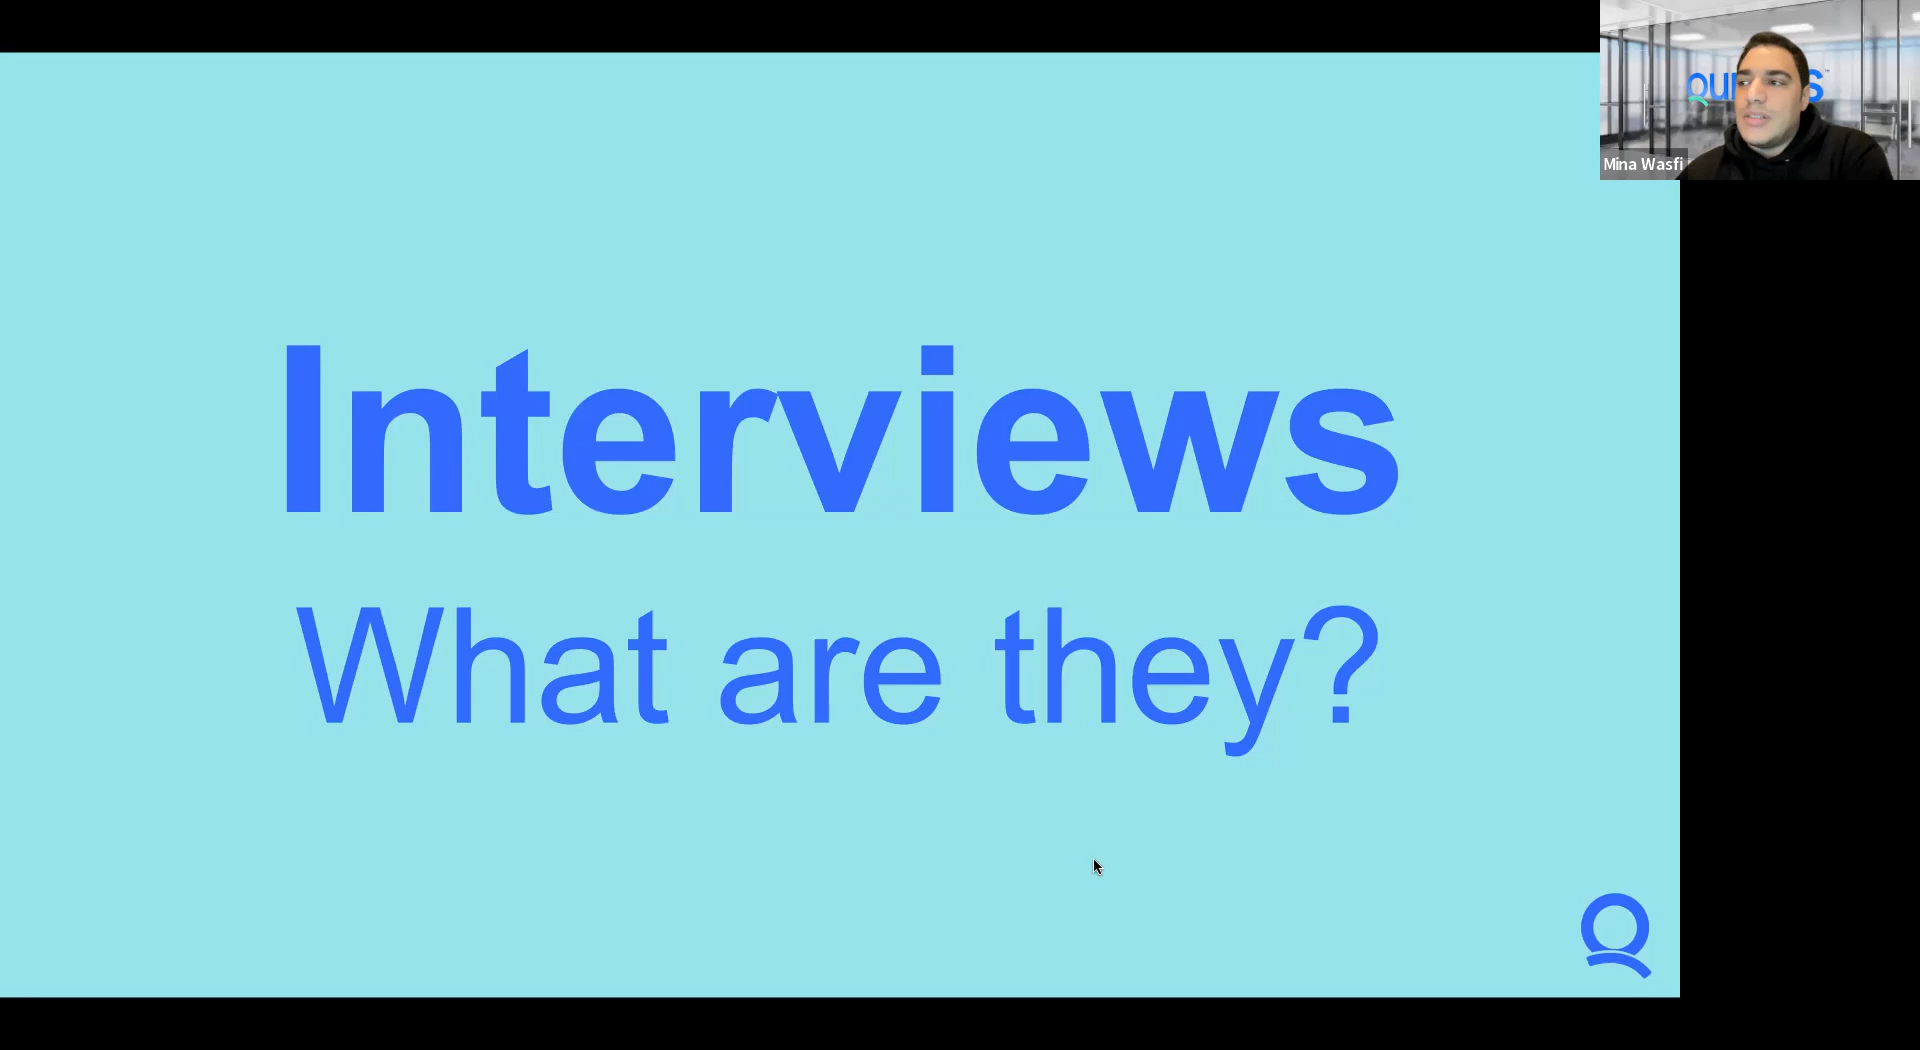 Interviews
What are they?
Mina Wasfi